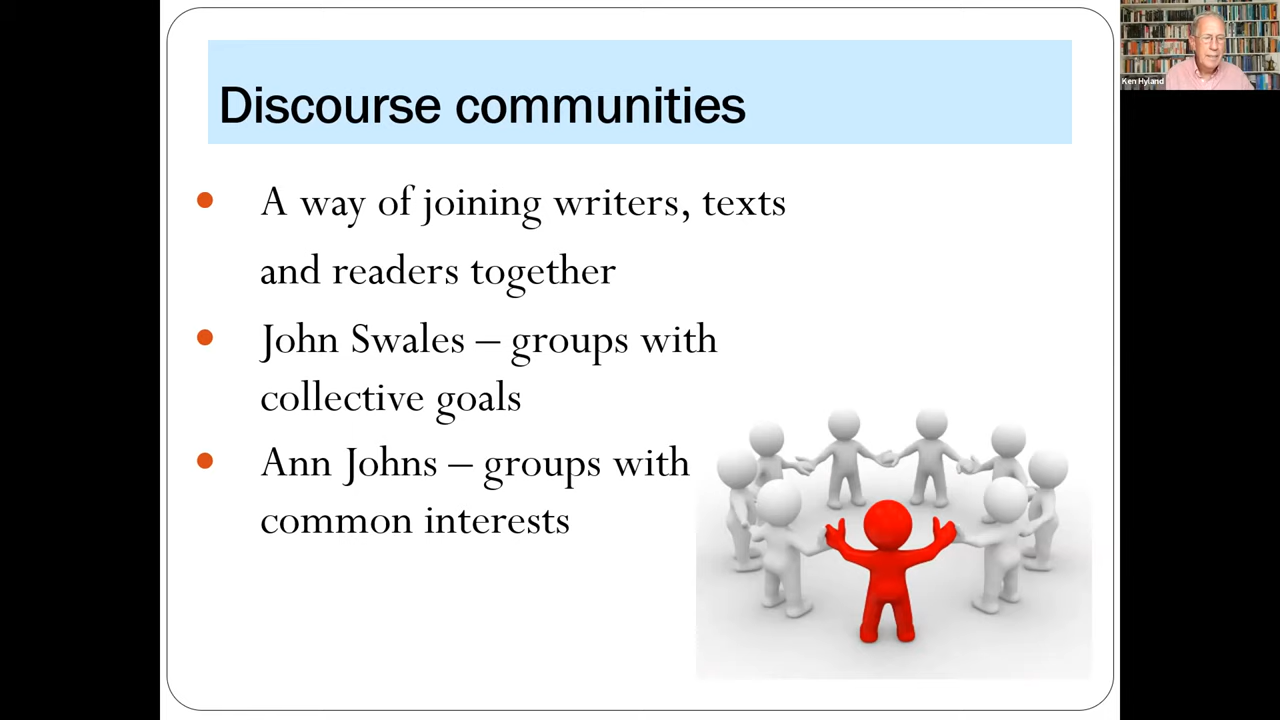 Discourse communities
A way of joining writers, texts
and readers together
John Swales – groups with
collective goals
Ann Johns – groups with
common interests
Ken Hyland